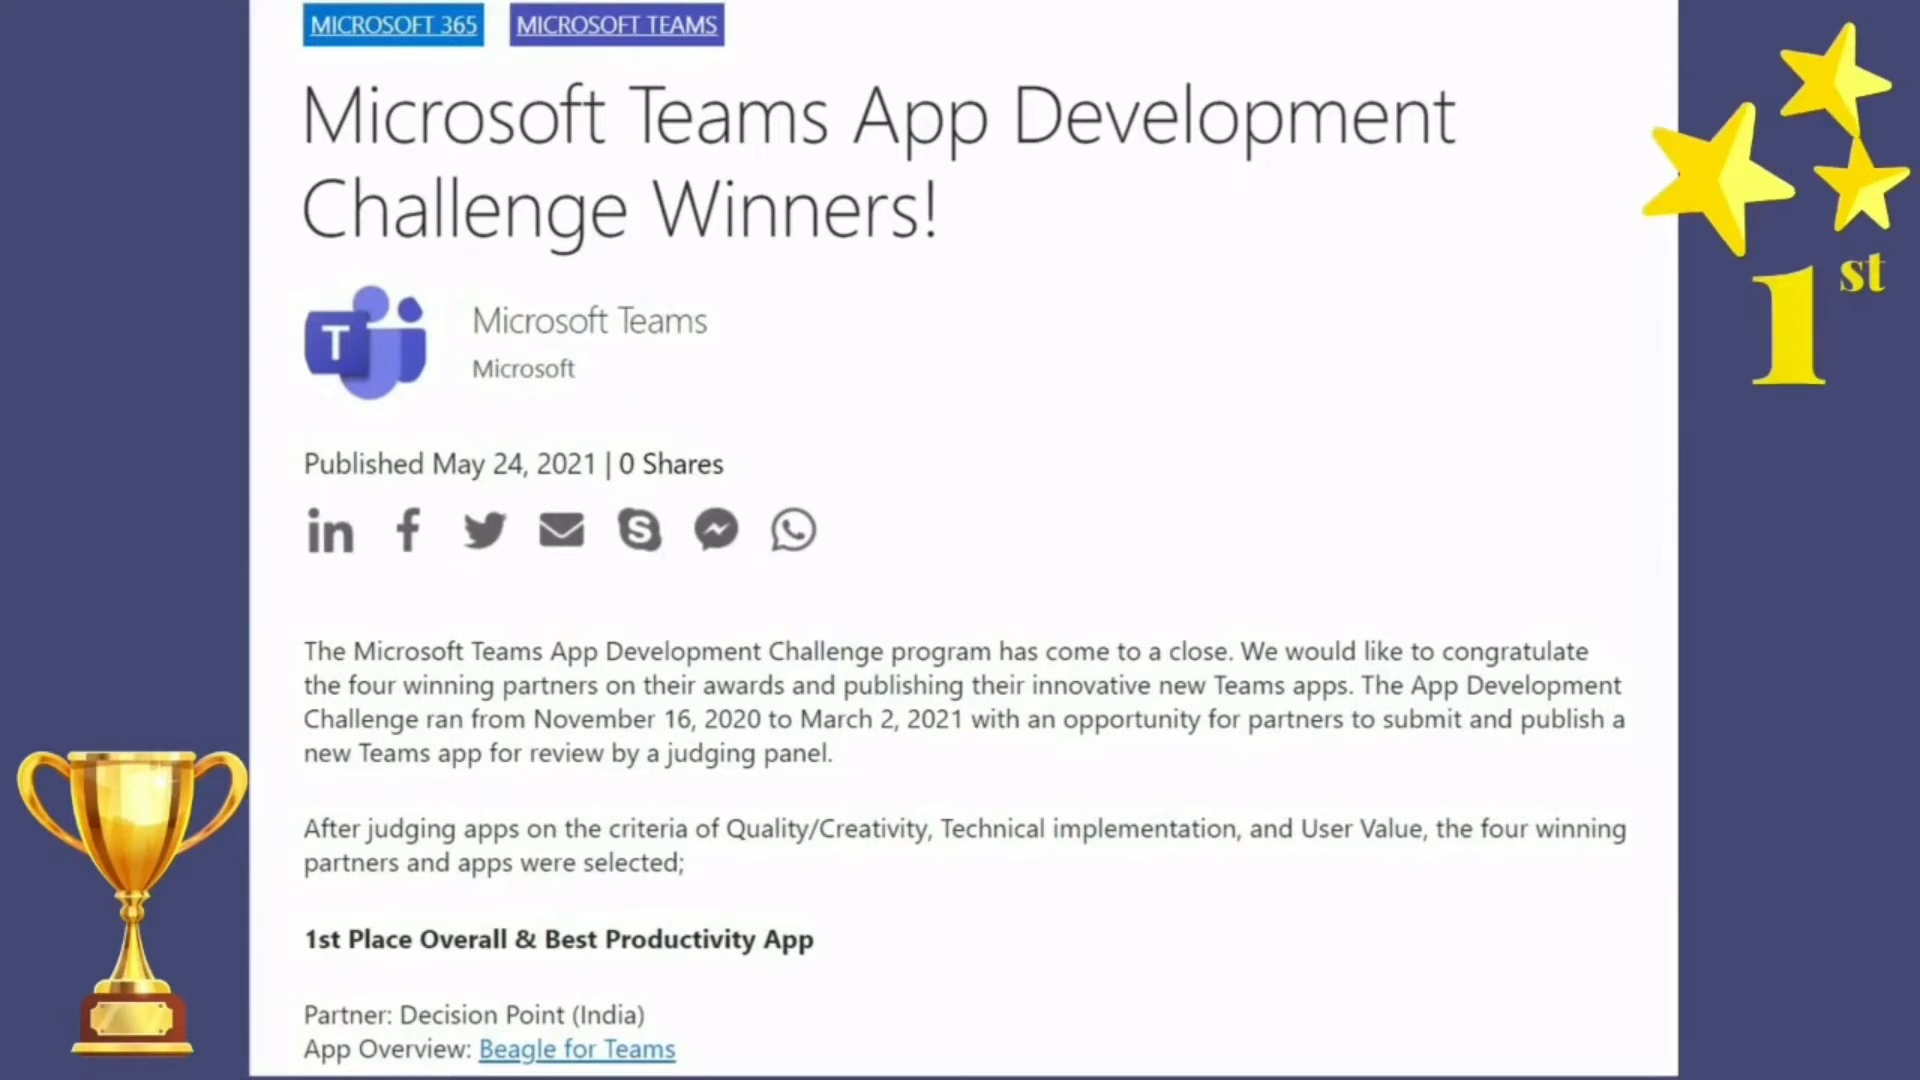 MICROSOFT 365 MICROSOFT TEAMS
Microsoft Teams App Development
Challenge Winners!
1st
T
Microsoft Teams
Microsoft
Published May 24, 2021 | 0 Shares
in f S
The Microsoft Teams App Development Challenge program has come to a close. We would like to congratulate
the four winning partners on their awards and publishing their innovative new Teams apps. The App Development
Challenge ran from November 16, 2020 to March 2, 2021 with an opportunity for partners to submit and publish a
new Teams app for review by a judging panel.
After judging apps on the criteria of Quality/Creativity, Technical implementation, and User Value, the four winning
partners and apps were selected;
1st Place Overall & Best Productivity App
Partner: Decision Point (India)
App Overview: Beagle for Teams